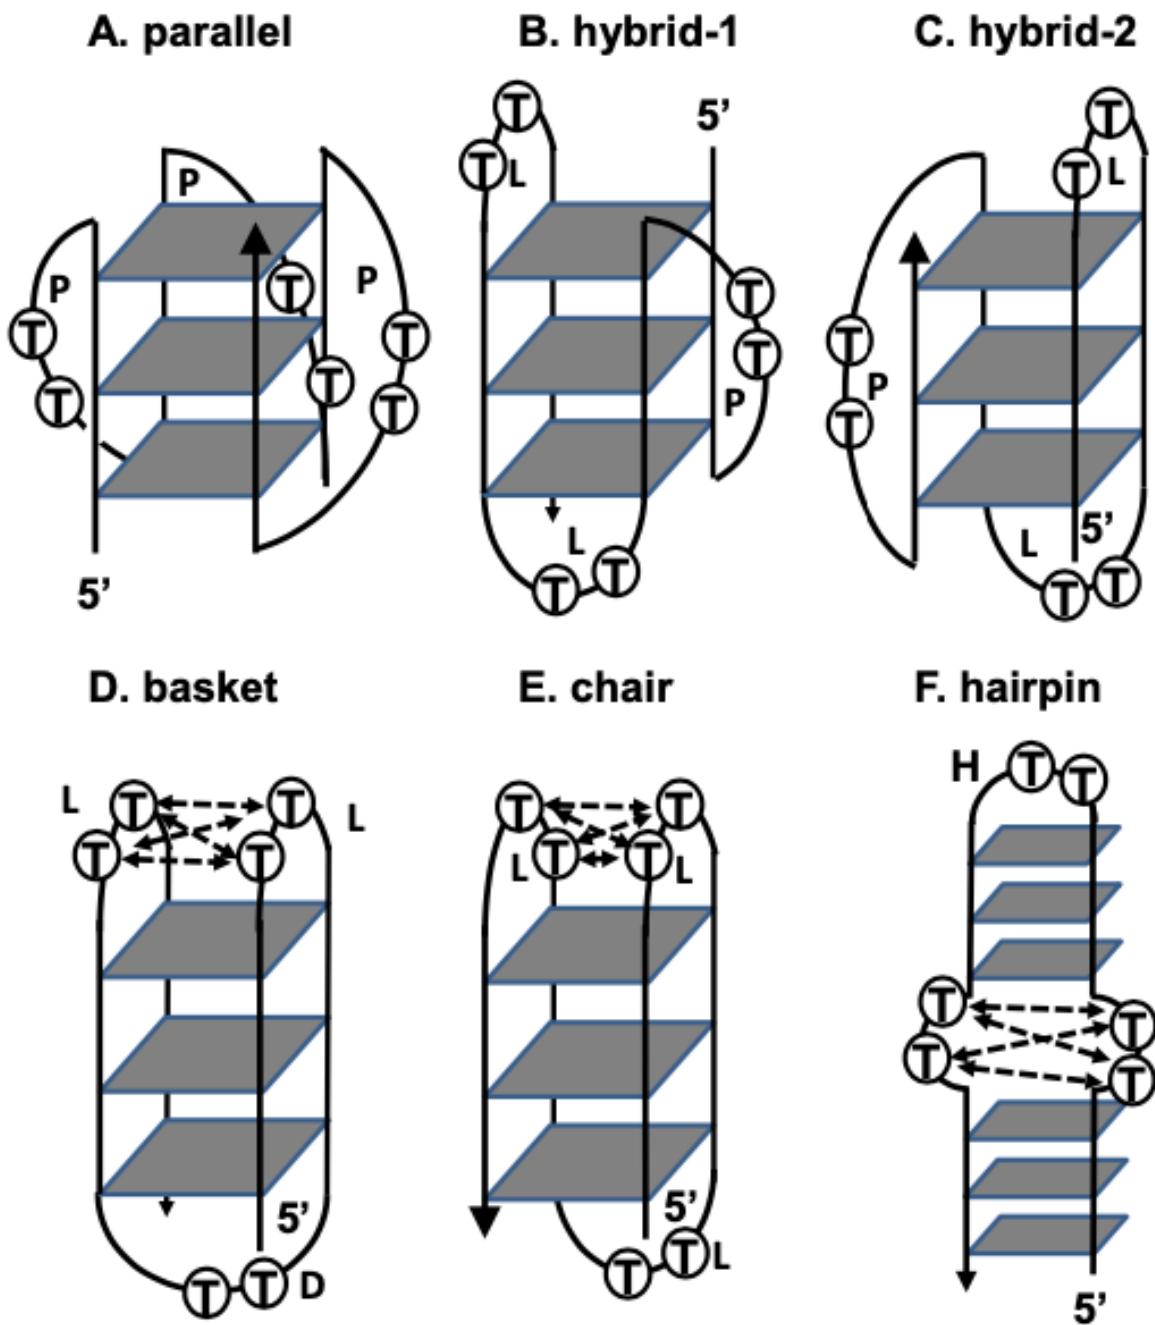 A. parallel B. hybrid-1 C. hybrid-2
T
5’
T
T L
T L
P
P P
T T
T T T
T T
T P
T P
T T
L 5’
L
T T
T T
5’
D. basket E. chair F. hairpin
H T T
L T T L
T T
T T
L T T L
T T
T T
5’ 5’
T L
T T D
T
5’